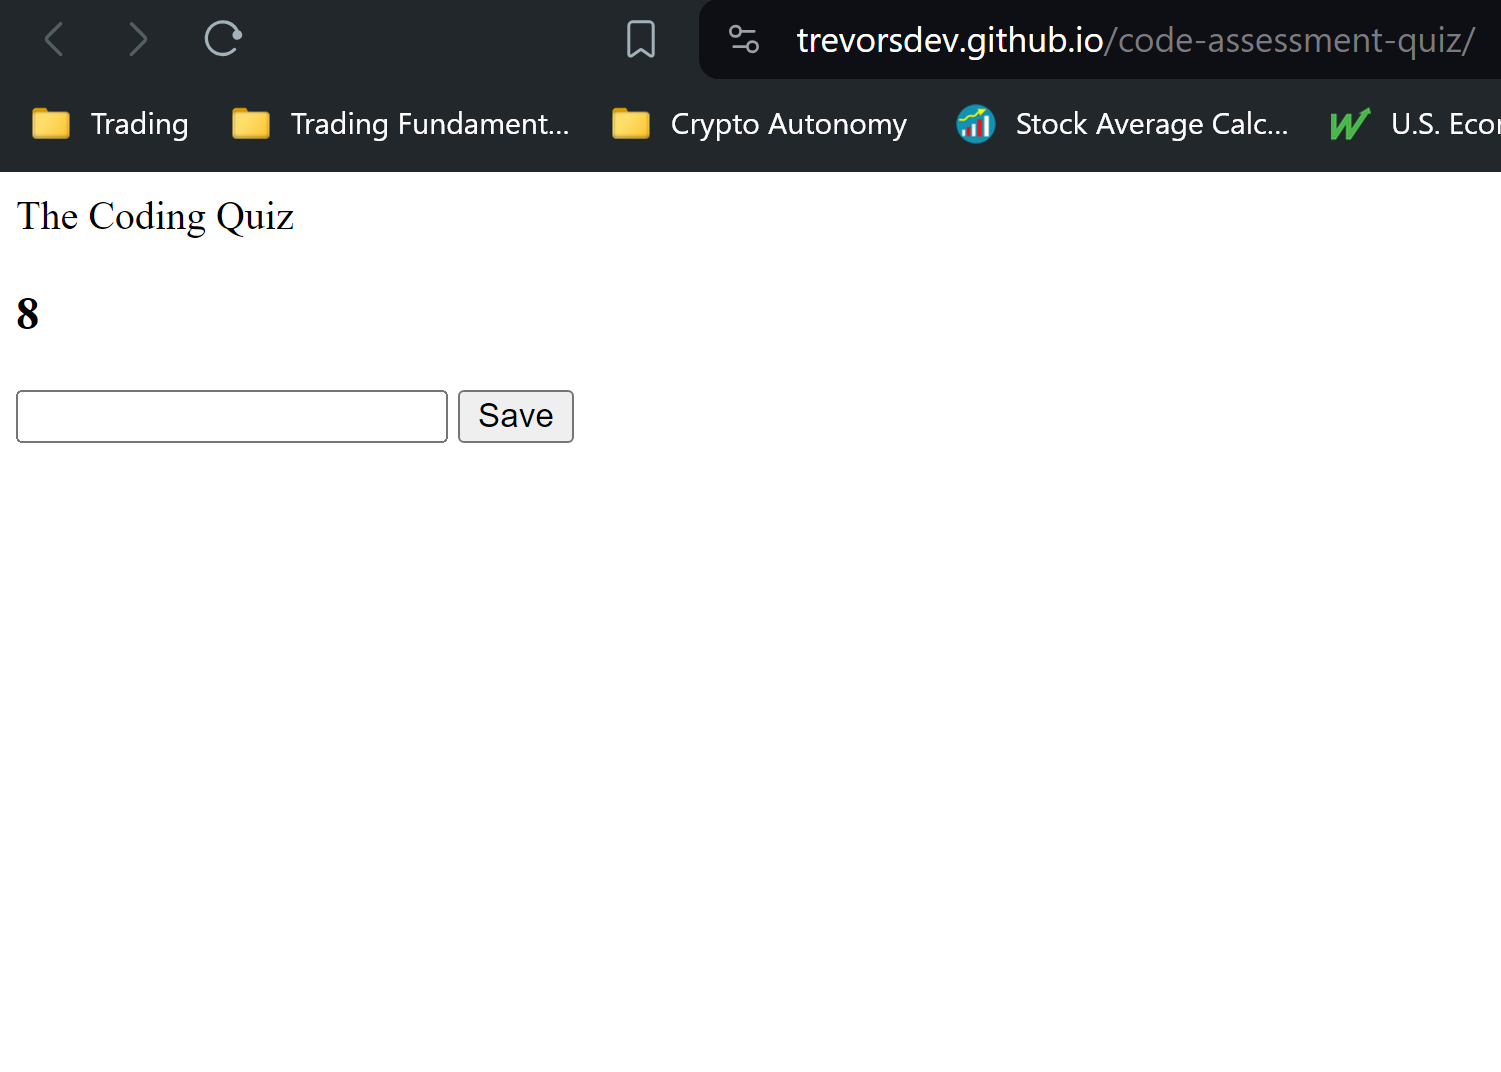 trevorsdev.github.io/code-assessment-quiz/
Trading Trading Fundament... Crypto Autonomy Stock Average Calc... U.S. Eco
The Coding Quiz
8
Save